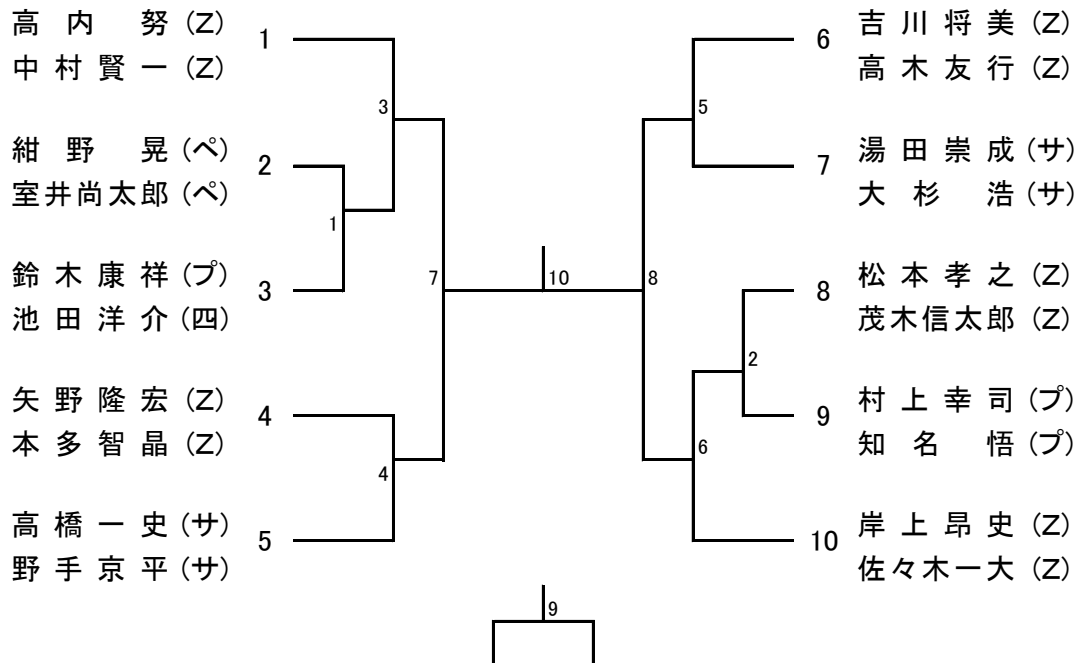 高内 努(Z)
中村賢一(Z)
1
紺野 晃(ペ)
室井尚太郎(ペ)
2
鈴木康祥(プ)
池田洋介(四)
3
矢野隆宏(Z)
本多智晶(Z)
4
高橋一史(サ)
野手京平(サ)
5
3
1
7
4
10
9
5
8
2
6
6
吉川将美(Z)
高木友行(Z)
7
湯田崇成(サ)
大杉 浩(サ)
8
松本孝之(Z)
茂木信太郎(Z)
9
村上幸司(プ)
知名 悟(プ)
10
岸上昂史(Z)
佐々木一大(Z)